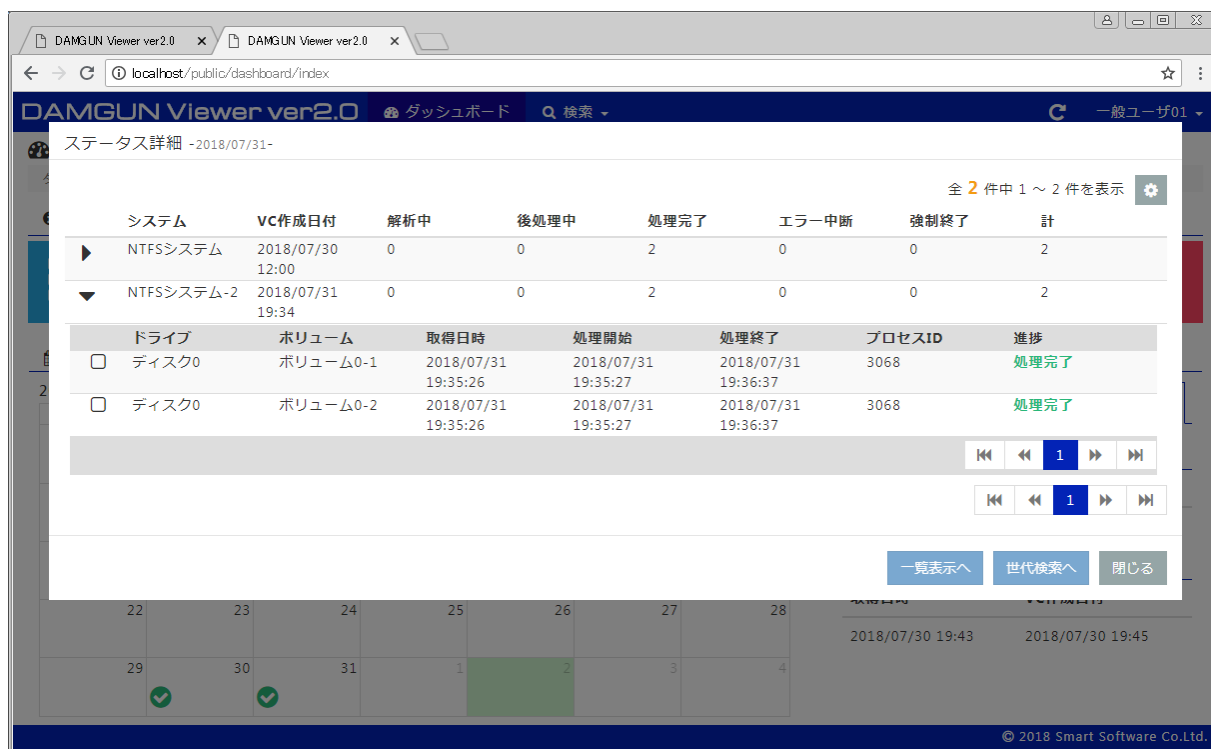 DAMGUN Viewer ver2.0 DAMGUN Viewer ver2.0
localhost/public/dashboard/index
DAMGUN Viewer ver2.0 ダッシュボード 検索 一般ユーザ01
ステータス詳細 -2018/07/31-
全 2 件中 1 ～ 2 件を表示
システム VC作成日付 解析中 後処理中 処理完了 エラー中断 強制終了 計
NTFSシステム 2018/07/30 0 0 2 0 0 2
12:00
NTFSシステム-2 2018/07/31 0 0 2 0 0 2
19:34
ドライブ ボリューム 取得日時 処理開始 処理終了 プロセスID 進捗
ディスク0 ボリューム0-1 2018/07/31 2018/07/31 2018/07/31 3068 処理完了
19:35:26 19:35:27 19:36:37
ディスク0 ボリューム0-2 2018/07/31 2018/07/31 2018/07/31 3068 処理完了
19:35:26 19:35:27 19:36:37
1
1
一覧表示へ 世代検索へ 閉じる
22 23 24 25 26 27 28
2018/07/30 19:43 2018/07/30 19:45
29 30 31 1 2 3 4
© 2018 Smart Software Co.Ltd.